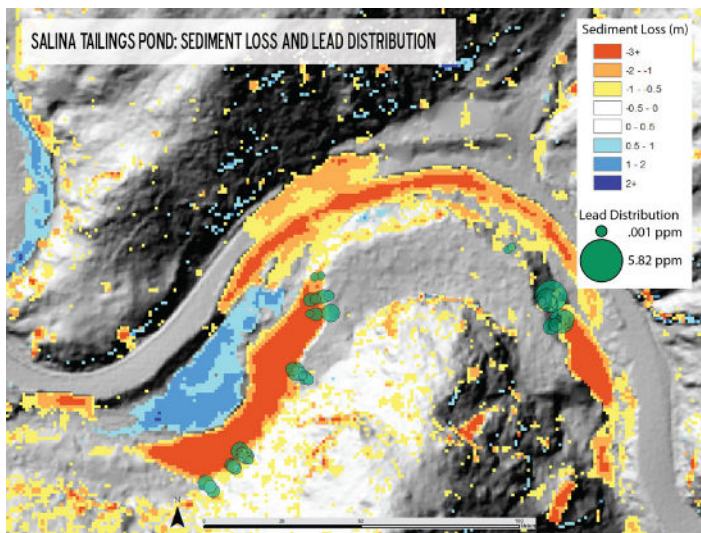 SALINA TAILINGS POND: SEDIMENT LOSS AND LEAD DISTRIBUTION
Sediment Loss (m)
-3+
-2 - -1
-1 - -0.5
-0.5 - 0
0 - 0.5
0.5 - 1
1 - 2
2+
Lead Distribution
.001 ppm
5.82 ppm
N
0